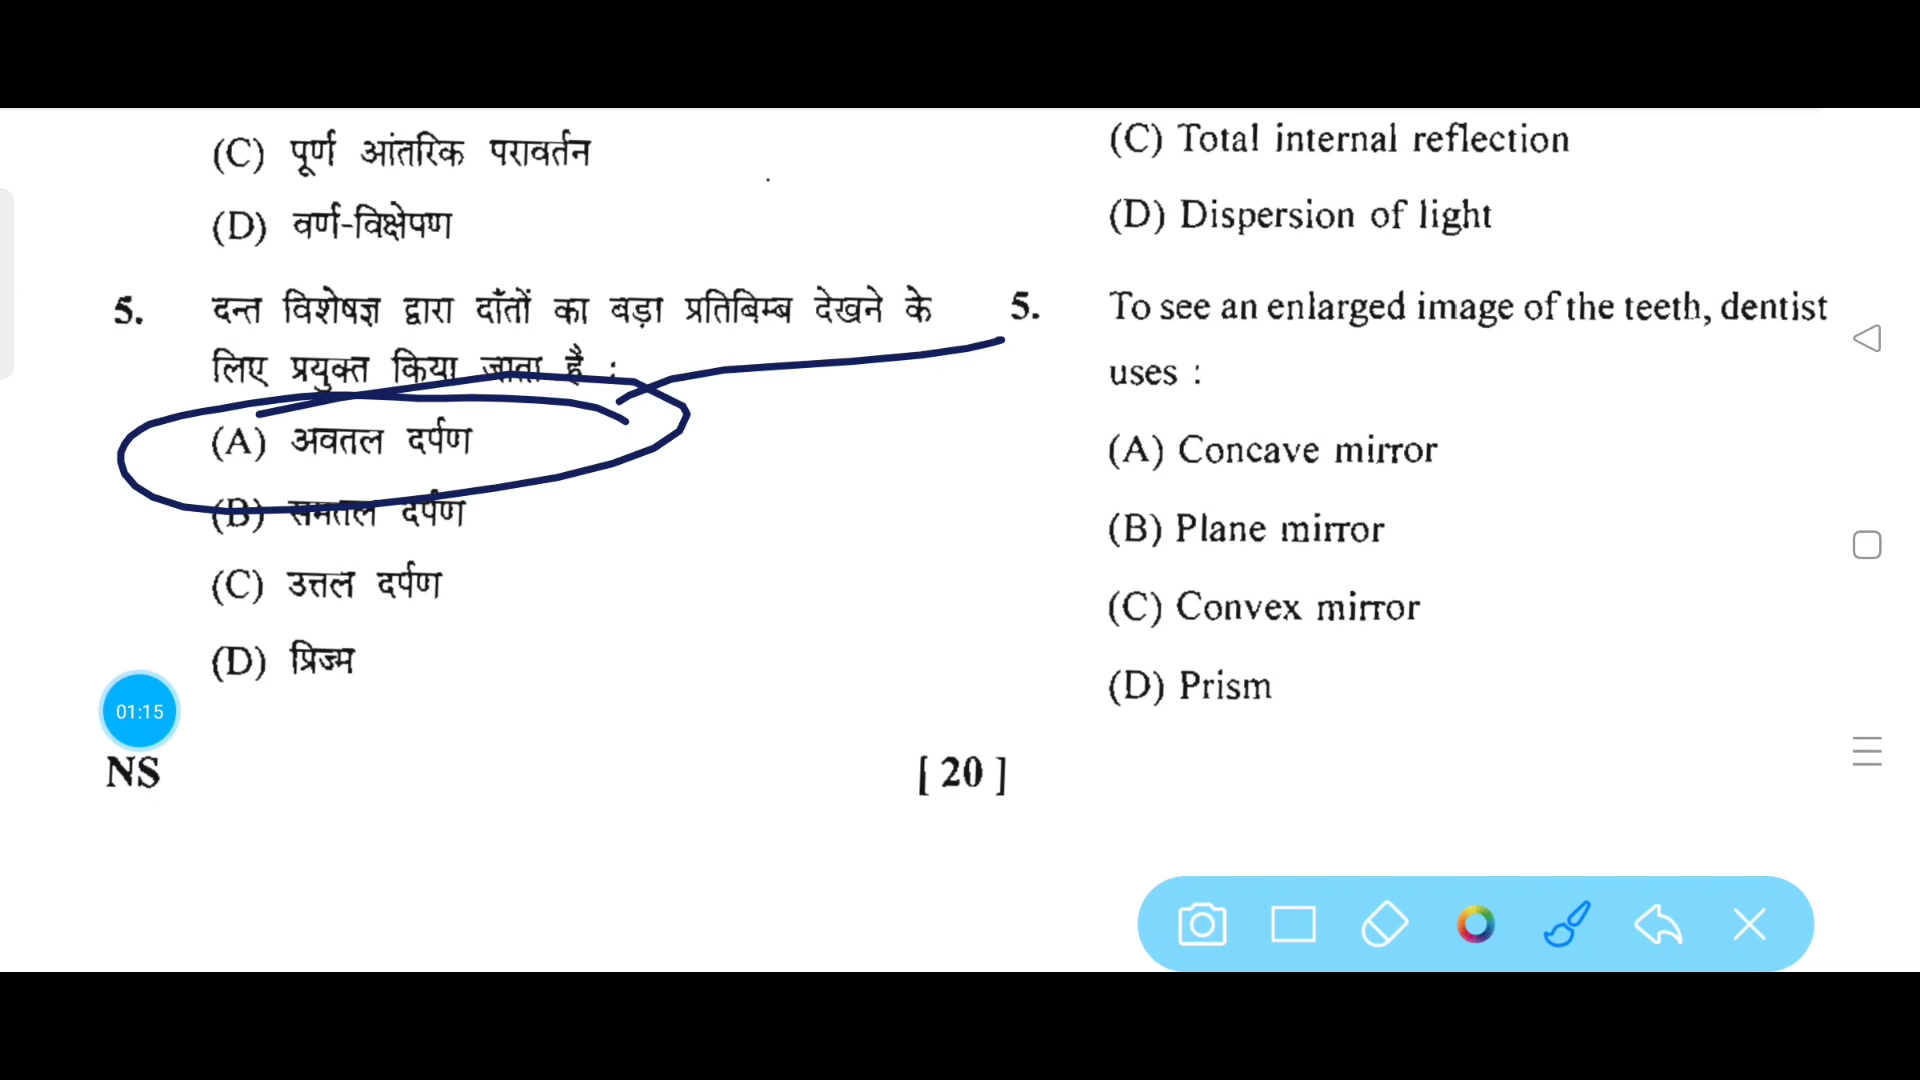 (C) पूर्ण आंतरिक परावर्तन
(D) वर्ण-विक्षेपण
5. दन्त विशेषज्ञ द्वारा दाँतों का बड़ा प्रतिबिम्ब देखने के
लिए प्रयुक्त किया जाता है :
(A) अवतल दर्पण
(B) समतल दर्पण
(C) उत्तल दर्पण
(D) प्रिज्म
01:15
NS
(C) Total internal reflection
(D) Dispersion of light
5. To see an enlarged image of the teeth, dentist
uses :
(A) Concave mirror
(B) Plane mirror
(C) Convex mirror
(D) Prism
[ 20 ]